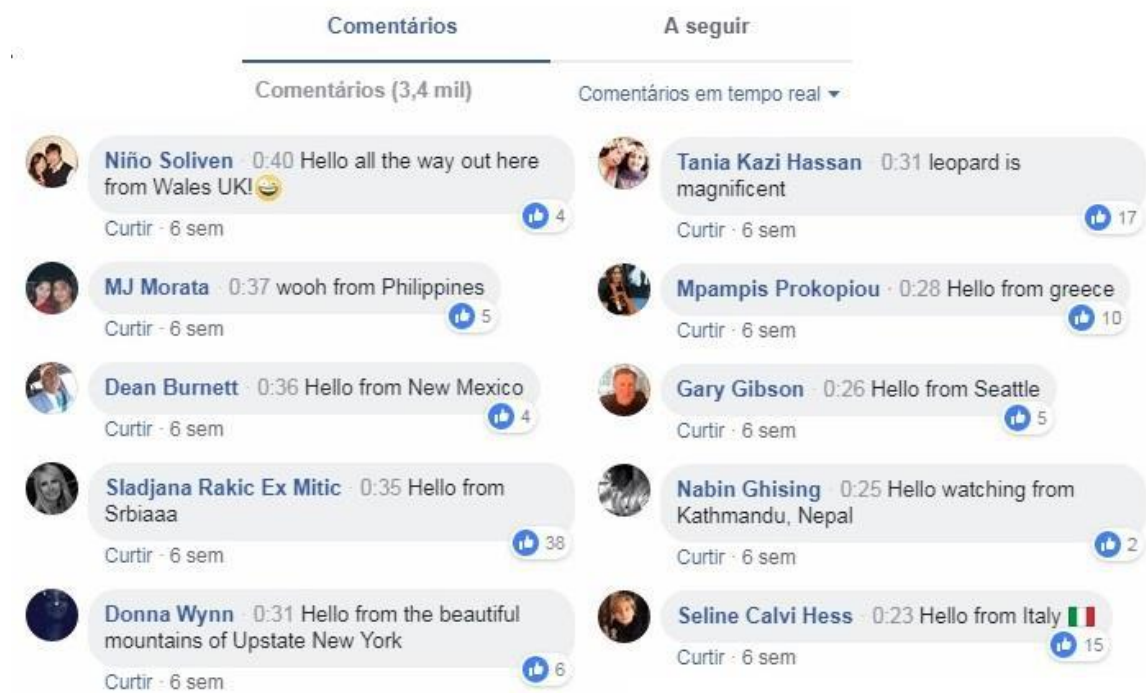 Comentários
A seguir
Comentários (3,4 mil)
Comentários em tempo real
Niño Soliven · 0:40 Hello all the way out here
from Wales UK!😄
4
Curtir · 6 sem
MJ Morata · 0:37 wooh from Philippines
5
Curtir · 6 sem
Dean Burnett · 0:36 Hello from New Mexico
4
Curtir · 6 sem
Sladjana Rakic Ex Mitic · 0:35 Hello from
Srbiaaa
38
Curtir · 6 sem
Donna Wynn · 0:31 Hello from the beautiful
mountains of Upstate New York
6
Curtir · 6 sem
Tania Kazi Hassan · 0:31 leopard is
magnificent
17
Curtir · 6 sem
Mpampis Prokopiou · 0:28 Hello from greece
10
Curtir · 6 sem
Gary Gibson · 0:26 Hello from Seattle
5
Curtir · 6 sem
Nabin Ghising · 0:25 Hello watching from
Kathmandu, Nepal
2
Curtir · 6 sem
Seline Calvi Hess · 0:23 Hello from Italy 🇮🇹
15
Curtir · 6 sem